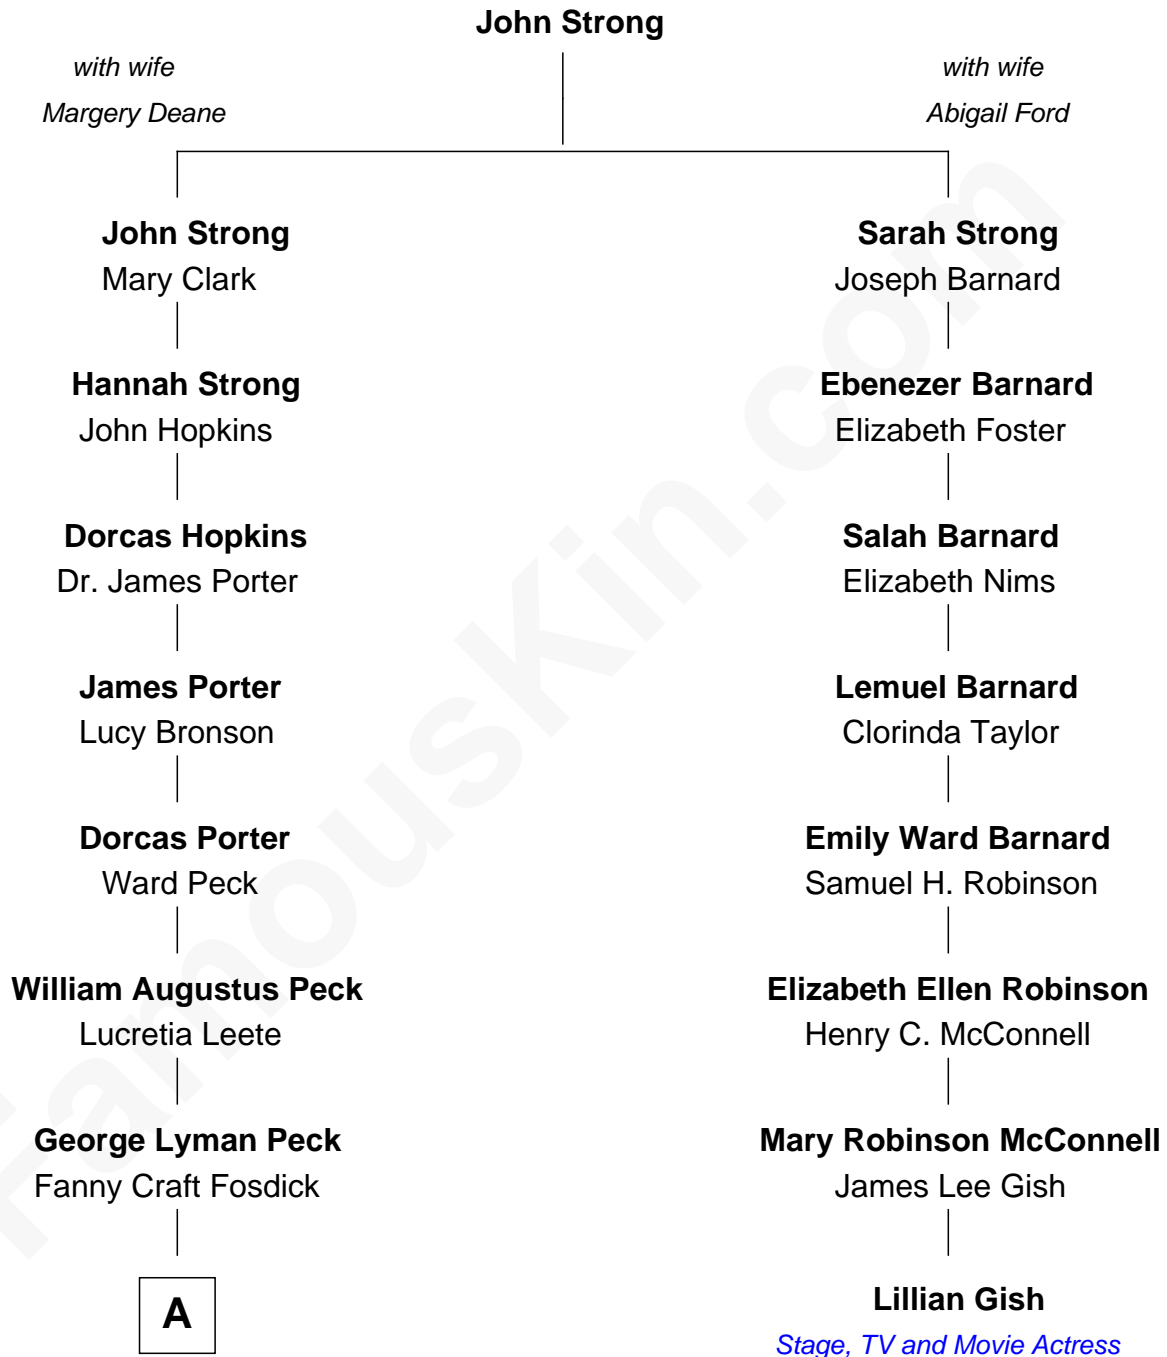 John Strong
with wife
Margery Deane
with wife
Abigail Ford
John Strong
Mary Clark
Sarah Strong
Joseph Barnard
Hannah Strong
John Hopkins
Ebenezer Barnard
Elizabeth Foster
Dorcas Hopkins
Dr. James Porter
Salah Barnard
Elizabeth Nims
James Porter
Lucy Bronson
Lemuel Barnard
Clorinda Taylor
Dorcas Porter
Ward Peck
Emily Ward Barnard
Samuel H. Robinson
William Augustus Peck
Lucretia Leete
Elizabeth Ellen Robinson
Henry C. McConnell
George Lyman Peck
Fanny Craft Fosdick
Mary Robinson McConnell
James Lee Gish
A
Lillian Gish
Stage, TV and Movie Actress
FamousKin.com